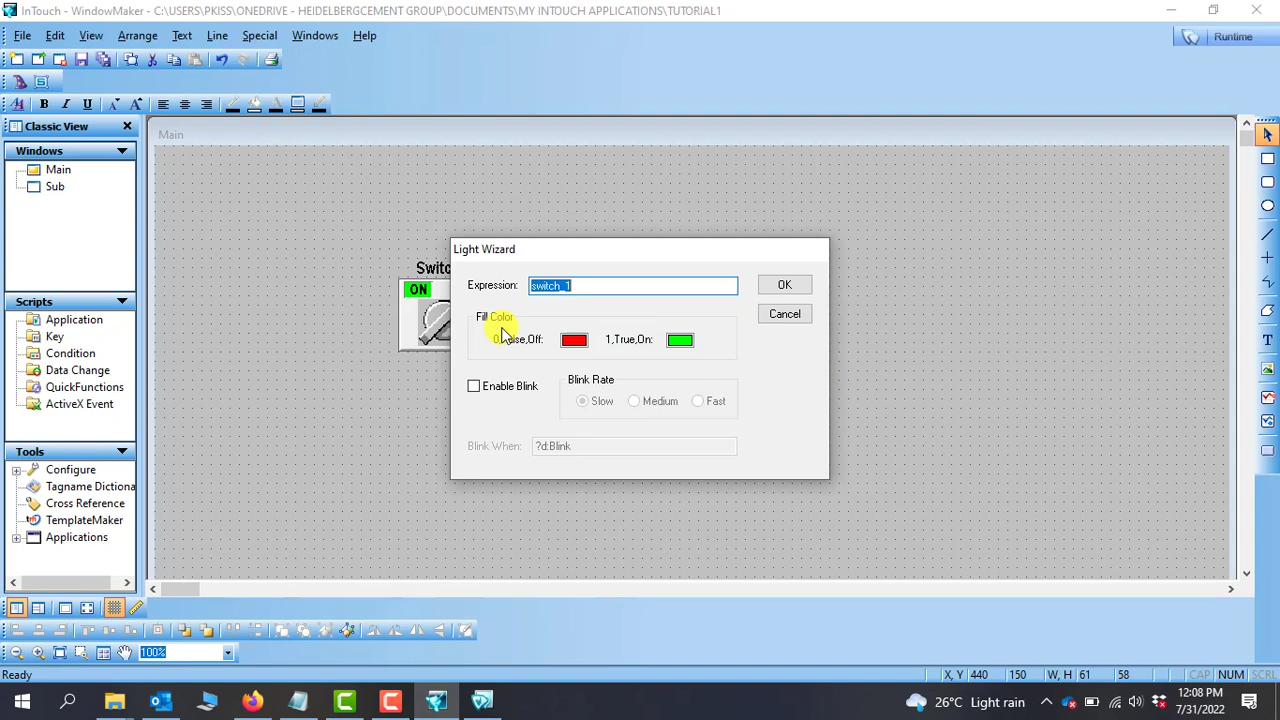 InTouch - WindowMaker - C:\USERS\PKISS\ONEDRIVE - HEIDELBERGCEMENT GROUP\DOCUMENTS\MY INTOUCH APPLICATIONS\TUTORIAL1
File Edit View Arrange Text Line Special Windows Help
Runtime
B I U
Classic View
Windows
Main
Sub
Scripts
Application
Key
Condition
Data Change
QuickFunctions
ActiveX Event
Tools
Configure
Tagname Dictiona
Cross Reference
TemplateMaker
Applications
Main
Switc
ON
Light Wizard
Expression: switch_1
OK
Cancel
Fill Color
1,True,On:
Enable Blink
Blink Rate
Slow Medium Fast
Blink When: ?d:Blink
100%
Ready
X, Y 440 150 W, H 61 58 CAP NUM SCRL
26°C Light rain
12:08 PM
7/31/2022